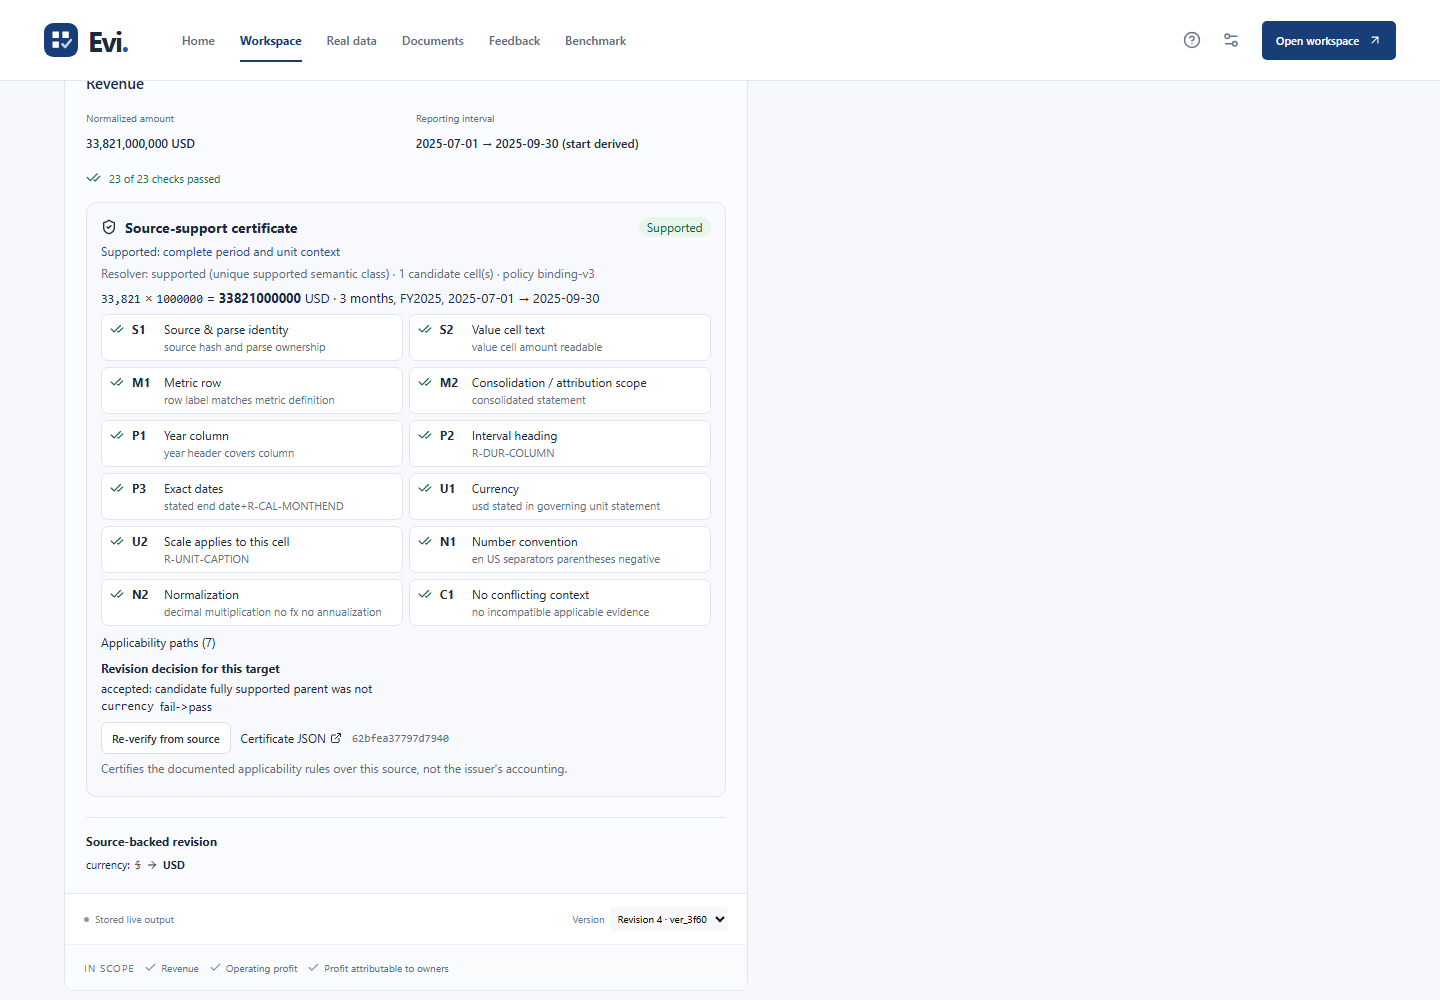 Evi.
Home
Workspace
Real data
Documents
Feedback
Benchmark
Open workspace
Revenue
Normalized amount
Reporting interval
33,821,000,000 USD
2025-07-01 → 2025-09-30 (start derived)
23 of 23 checks passed
Source-support certificate
Supported
Supported: complete period and unit context
Resolver: supported (unique supported semantic class) · 1 candidate cell(s) · policy binding-v3
33,821 × 1000000 = 33821000000 USD · 3 months, FY2025, 2025-07-01 → 2025-09-30
S1 Source & parse identity
source hash and parse ownership
S2 Value cell text
value cell amount readable
M1 Metric row
row label matches metric definition
M2 Consolidation / attribution scope
consolidated statement
P1 Year column
year header covers column
P2 Interval heading
R-DUR-COLUMN
P3 Exact dates
stated end date+R-CAL-MONTHEND
U1 Currency
usd stated in governing unit statement
U2 Scale applies to this cell
R-UNIT-CAPTION
N1 Number convention
en US separators parentheses negative
N2 Normalization
decimal multiplication no fx no annualization
C1 No conflicting context
no incompatible applicable evidence
Applicability paths (7)
Revision decision for this target
accepted: candidate fully supported parent was not
currency fail->pass
Re-verify from source
Certificate JSON
62bfea37797d7940
Certifies the documented applicability rules over this source, not the issuer's accounting.
Source-backed revision
currency: $ → USD
Stored live output
Version
Revision 4 · ver_3f60
IN SCOPE
Revenue
Operating profit
Profit attributable to owners